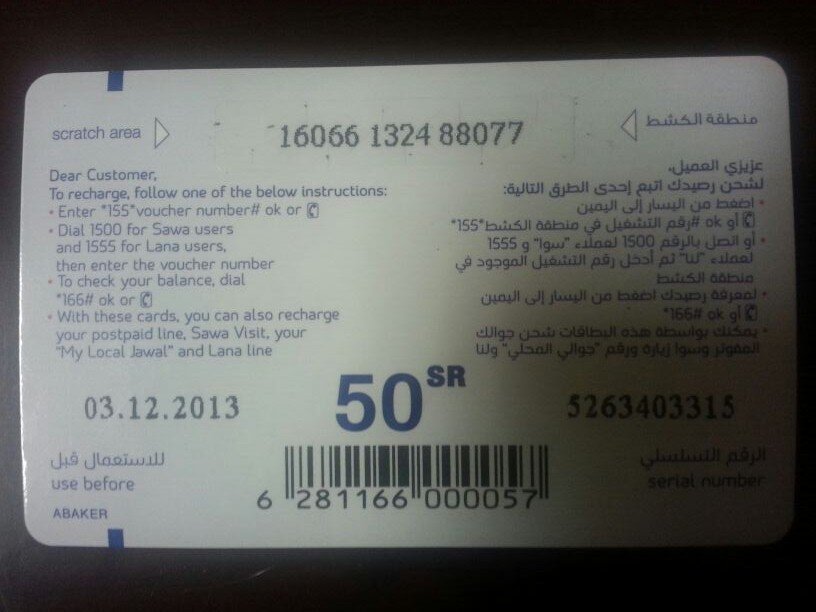 scratch area
16066 1324 88077
منطقة الكشط
Dear Customer,
To recharge, follow one of the below instructions:
• Enter *155*voucher number# ok or
• Dial 1500 for Sawa users
and 1555 for Lana users,
then enter the voucher number
• To check your balance, dial
*166# ok or
• With these cards, you can also recharge
your postpaid line, Sawa Visit, your
"My Local Jawal" and Lana line
عزيزي العميل،
لشحن رصيدك اتبع إحدى الطرق التالية:
• اضغط من اليسار إلى اليمين
*155*رقم التشغيل في منطقة الكشط# ok أو
• أو اتصل بالرقم 1500 لعملاء "سوا" و 1555
لعملاء "لنا" ثم أدخل رقم التشغيل الموجود في
منطقة الكشط
• لمعرفة رصيدك اضغط من اليسار إلى اليمين
*166# ok أو
• يمكنك بواسطة هذه البطاقات شحن جوالك
المفوتر وسوا زيارة ورقم "جوالي المحلي" ولنا
03.12.2013
50 SR
5263403315
للاستعمال قبل
use before
الرقم التسلسلي
serial number
6 281166 000057
ABAKER